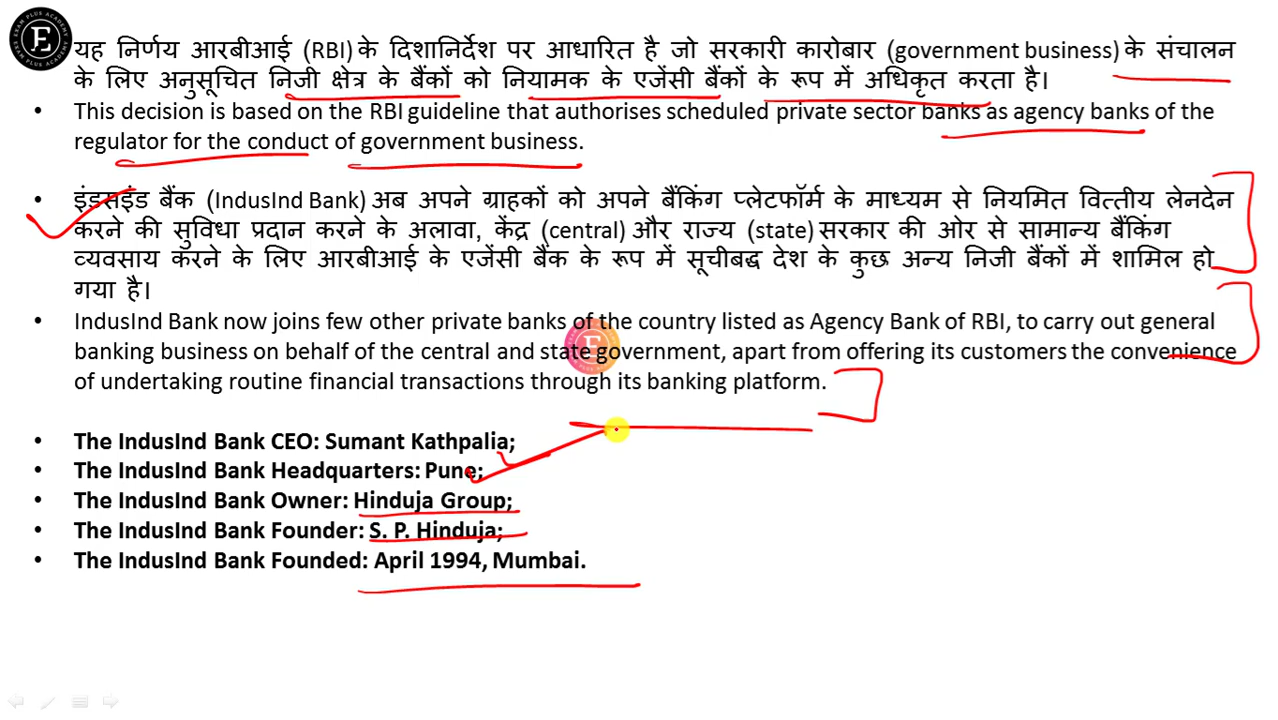 यह निर्णय आरबीआई (RBI) के दिशानिर्देश पर आधारित है जो सरकारी कारोबार (government business) के संचालन
के लिए अनुसूचित निजी क्षेत्र के बैंकों को नियामक के एजेंसी बैंकों के रूप में अधिकृत करता है।
• This decision is based on the RBI guideline that authorises scheduled private sector banks as agency banks of the
regulator for the conduct of government business.
• इंडसइंड बैंक (IndusInd Bank) अब अपने ग्राहकों को अपने बैंकिंग प्लेटफॉर्म के माध्यम से नियमित वित्तीय लेनदेन
करने की सुविधा प्रदान करने के अलावा, केंद्र (central) और राज्य (state) सरकार की ओर से सामान्य बैंकिंग
व्यवसाय करने के लिए आरबीआई के एजेंसी बैंक के रूप में सूचीबद्ध देश के कुछ अन्य निजी बैंकों में शामिल हो
गया है।
• IndusInd Bank now joins few other private banks of the country listed as Agency Bank of RBI, to carry out general
banking business on behalf of the central and state government, apart from offering its customers the convenience
of undertaking routine financial transactions through its banking platform.
• The IndusInd Bank CEO: Sumant Kathpalia;
• The IndusInd Bank Headquarters: Pune;
• The IndusInd Bank Owner: Hinduja Group;
• The IndusInd Bank Founder: S. P. Hinduja;
• The IndusInd Bank Founded: April 1994, Mumbai.